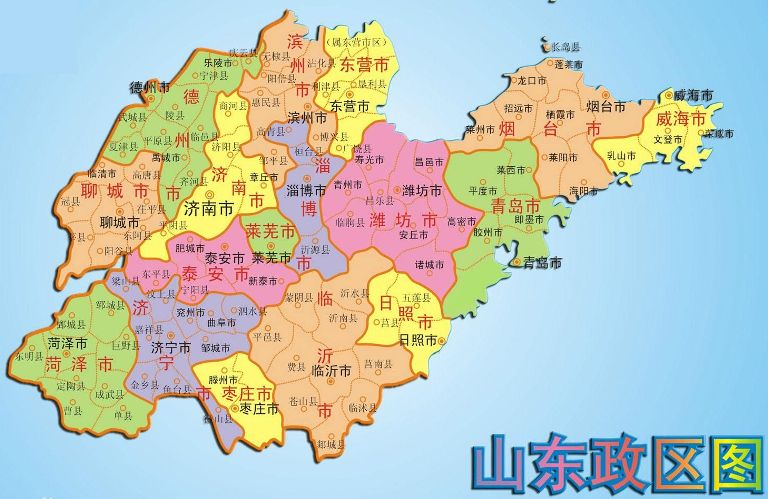 长岛县
蓬莱市
龙口市
招远市
栖霞市
烟台市
莱州市
烟台市
莱阳市
海阳市
威海市
威海市
文登市
荣成市
乳山市
滨州市
庆云县
无棣县
沾化县
阳信县
惠民县
滨州市
博兴县
邹平县
(属东营市区)
东营市
利津县
垦利县
东营市
广饶县
乐陵市
宁津县
德州市
德州市
陵县
武城县
平原县
临邑县
夏津县
禹城市
齐河县
商河县
济阳县
济南市
章丘市
济南市
平阴县
高青县
桓台县
淄博市
淄博市
沂源县
临清市
高唐县
聊城市
茌平县
冠县
聊城市
东阿县
阳谷县
莱芜市
莱芜市
寿光市
昌邑市
青州市
潍坊市
昌乐县
临朐县
潍坊市
高密市
安丘市
诸城市
莱西市
平度市
青岛市
即墨市
胶州市
青岛市
肥城市
泰安市
东平县
泰安市
新泰市
宁阳县
梁山县
汶上县
济宁市
兖州市
泗水县
曲阜市
嘉祥县
济宁市
邹城市
金乡县
鱼台县
郓城县
鄄城县
菏泽市
巨野县
东明县
菏泽市
定陶县
成武县
曹县
单县
滕州市
枣庄市
枣庄市
蒙阴县
沂水县
临沂市
沂南县
平邑县
费县
临沂市
莒南县
苍山县
临沭县
郯城县
五莲县
日照市
莒县
日照市
山东政区图